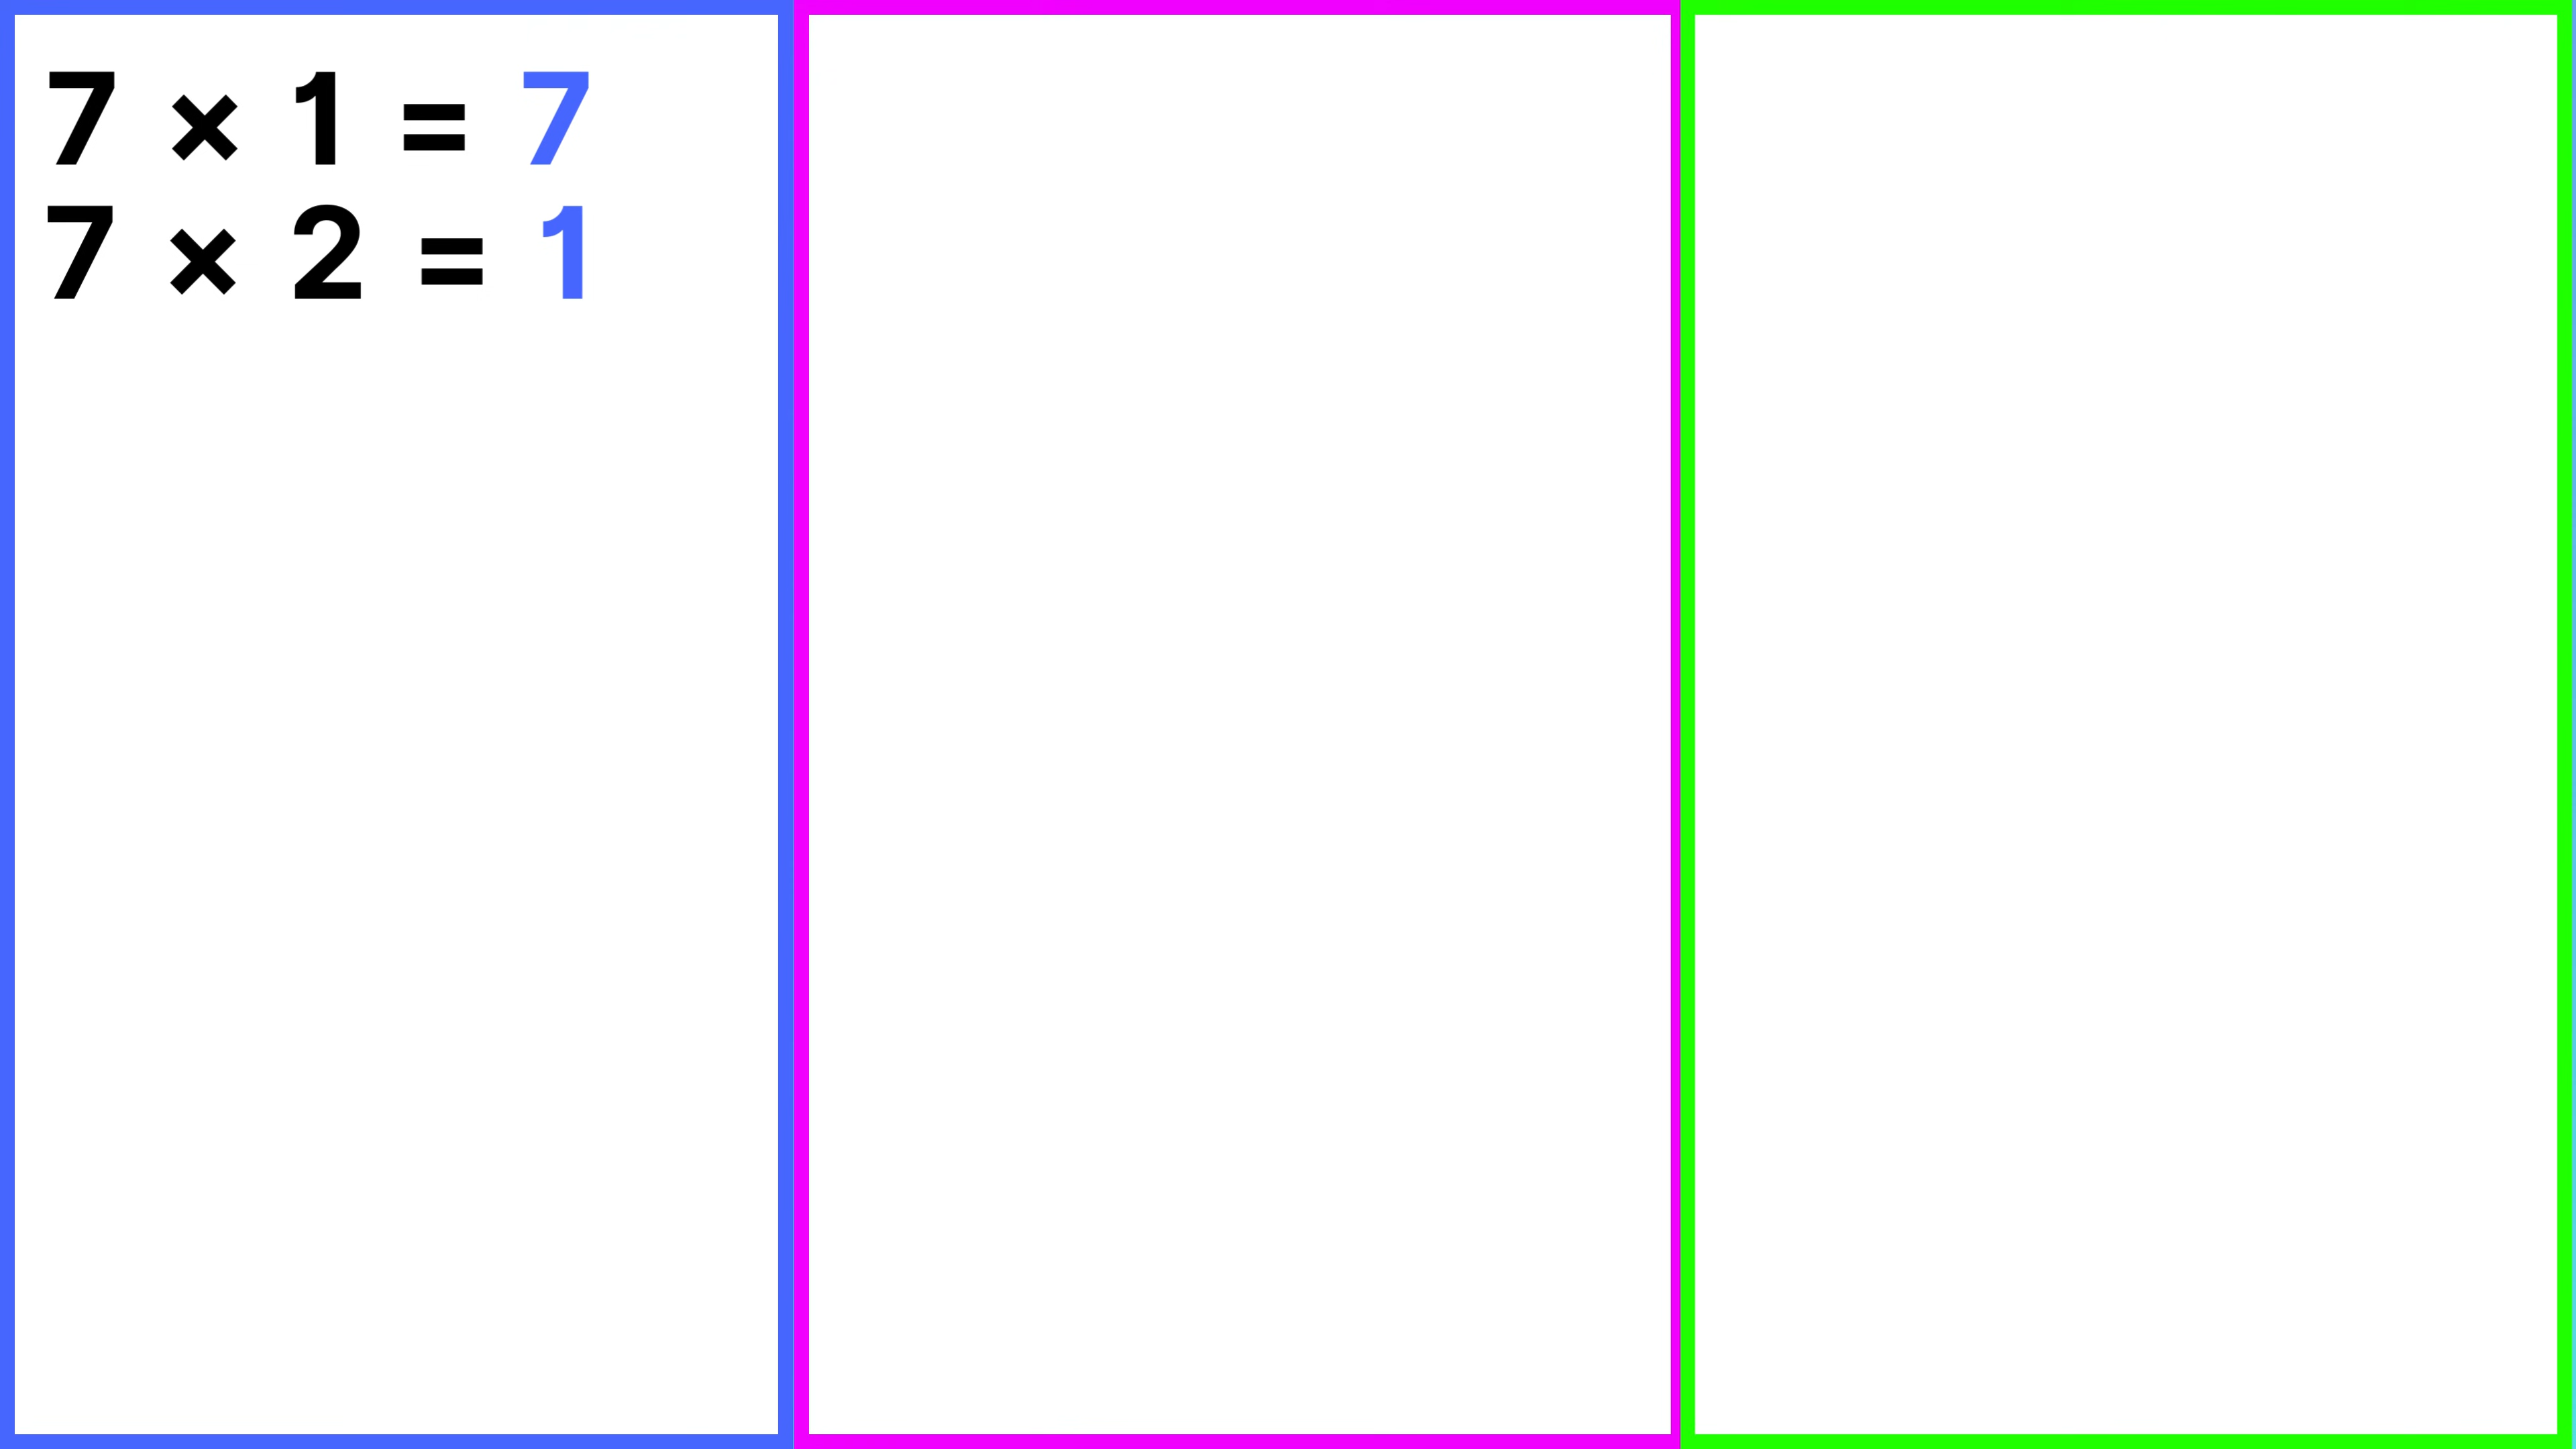 7 × 1 = 7
7 × 2 = 1